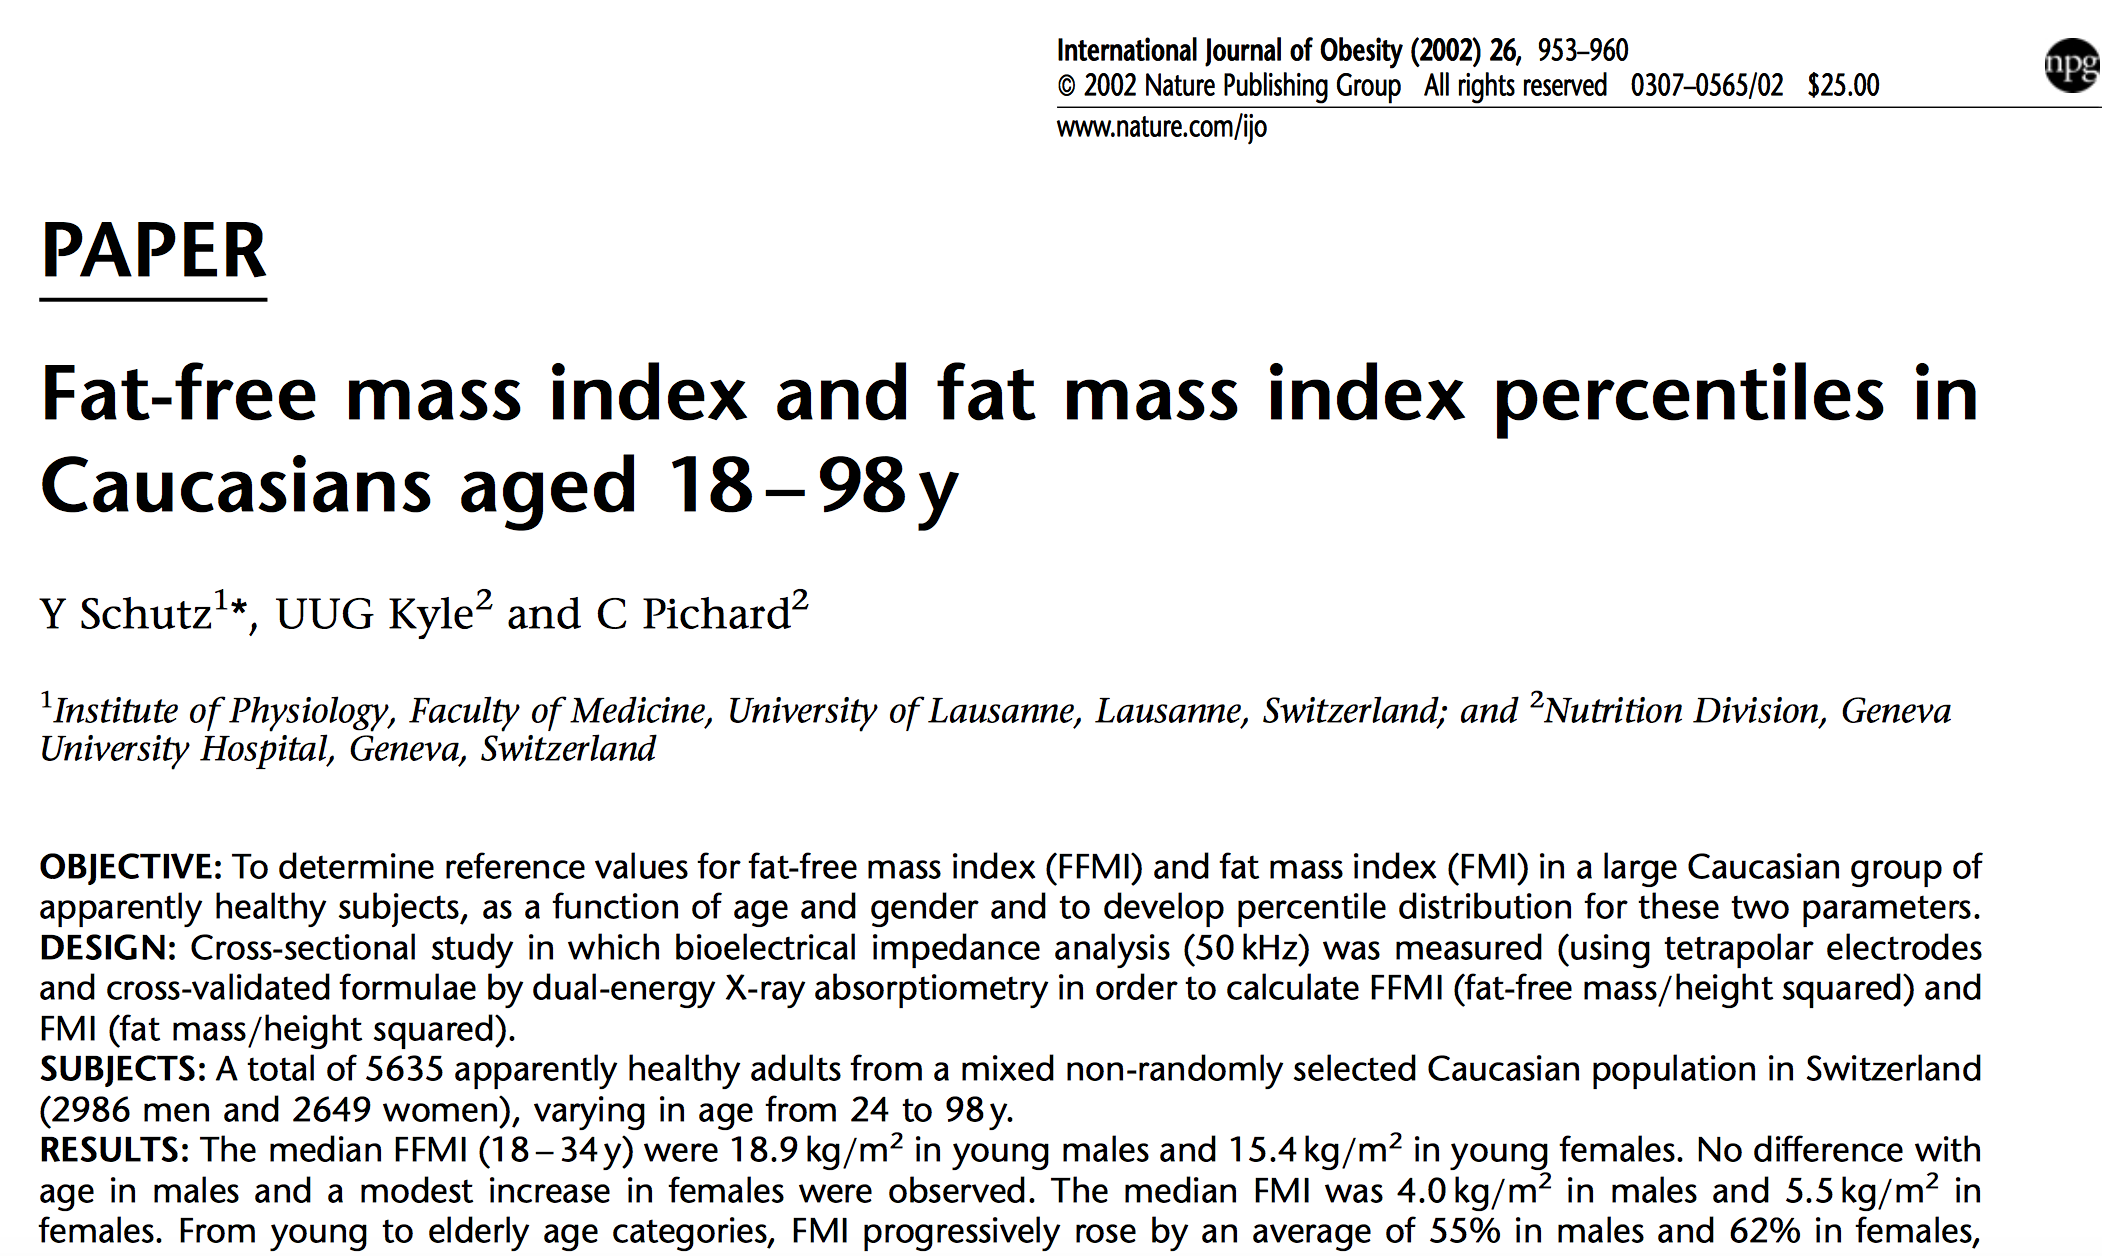 International Journal of Obesity (2002) 26, 953–960
© 2002 Nature Publishing Group All rights reserved 0307–0565/02 $25.00
npg
www.nature.com/ijo
PAPER
Fat-free mass index and fat mass index percentiles in
Caucasians aged 18 – 98 y
Y Schutz¹*, UUG Kyle² and C Pichard²
¹Institute of Physiology, Faculty of Medicine, University of Lausanne, Lausanne, Switzerland; and ²Nutrition Division, Geneva
University Hospital, Geneva, Switzerland
OBJECTIVE: To determine reference values for fat-free mass index (FFMI) and fat mass index (FMI) in a large Caucasian group of
apparently healthy subjects, as a function of age and gender and to develop percentile distribution for these two parameters.
DESIGN: Cross-sectional study in which bioelectrical impedance analysis (50 kHz) was measured (using tetrapolar electrodes
and cross-validated formulae by dual-energy X-ray absorptiometry in order to calculate FFMI (fat-free mass/height squared) and
FMI (fat mass/height squared).
SUBJECTS: A total of 5635 apparently healthy adults from a mixed non-randomly selected Caucasian population in Switzerland
(2986 men and 2649 women), varying in age from 24 to 98 y.
RESULTS: The median FFMI (18 – 34 y) were 18.9 kg/m² in young males and 15.4 kg/m² in young females. No difference with
age in males and a modest increase in females were observed. The median FMI was 4.0 kg/m² in males and 5.5 kg/m² in
females. From young to elderly age categories, FMI progressively rose by an average of 55% in males and 62% in females,